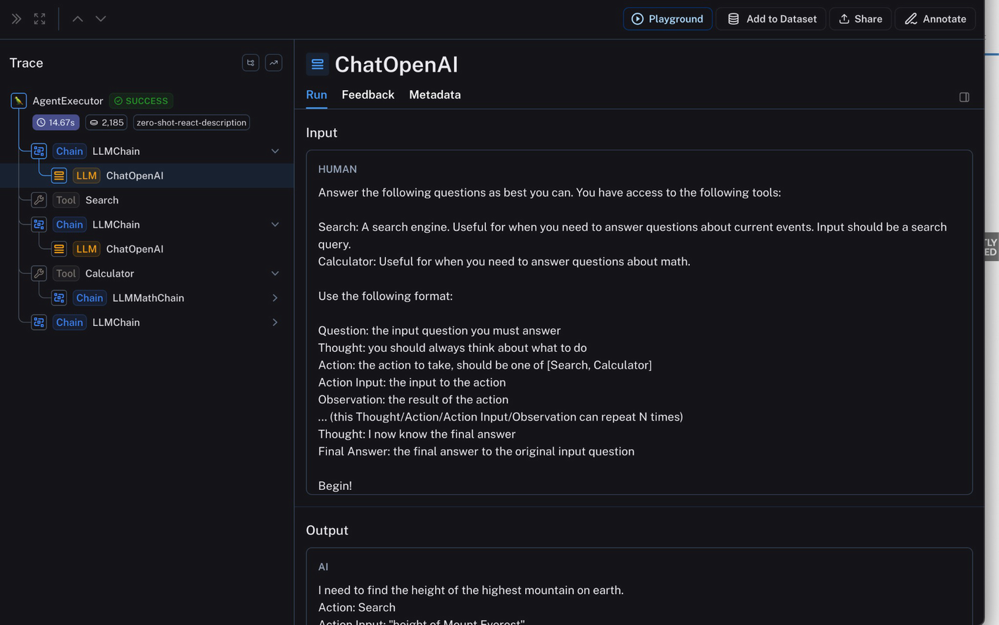 Playground
Add to Dataset
Share
Annotate
Trace
AgentExecutor
SUCCESS
14.67s
2,185
zero-shot-react-description
Chain LLMChain
LLM ChatOpenAI
Tool Search
Chain LLMChain
LLM ChatOpenAI
Tool Calculator
Chain LLMMathChain
Chain LLMChain
ChatOpenAI
Run Feedback Metadata
Input
HUMAN
Answer the following questions as best you can. You have access to the following tools:
Search: A search engine. Useful for when you need to answer questions about current events. Input should be a search
query.
Calculator: Useful for when you need to answer questions about math.
Use the following format:
Question: the input question you must answer
Thought: you should always think about what to do
Action: the action to take, should be one of [Search, Calculator]
Action Input: the input to the action
Observation: the result of the action
... (this Thought/Action/Action Input/Observation can repeat N times)
Thought: I now know the final answer
Final Answer: the final answer to the original input question
Begin!
Output
AI
I need to find the height of the highest mountain on earth.
Action: Search
Action Input: "height of Mount Everest"